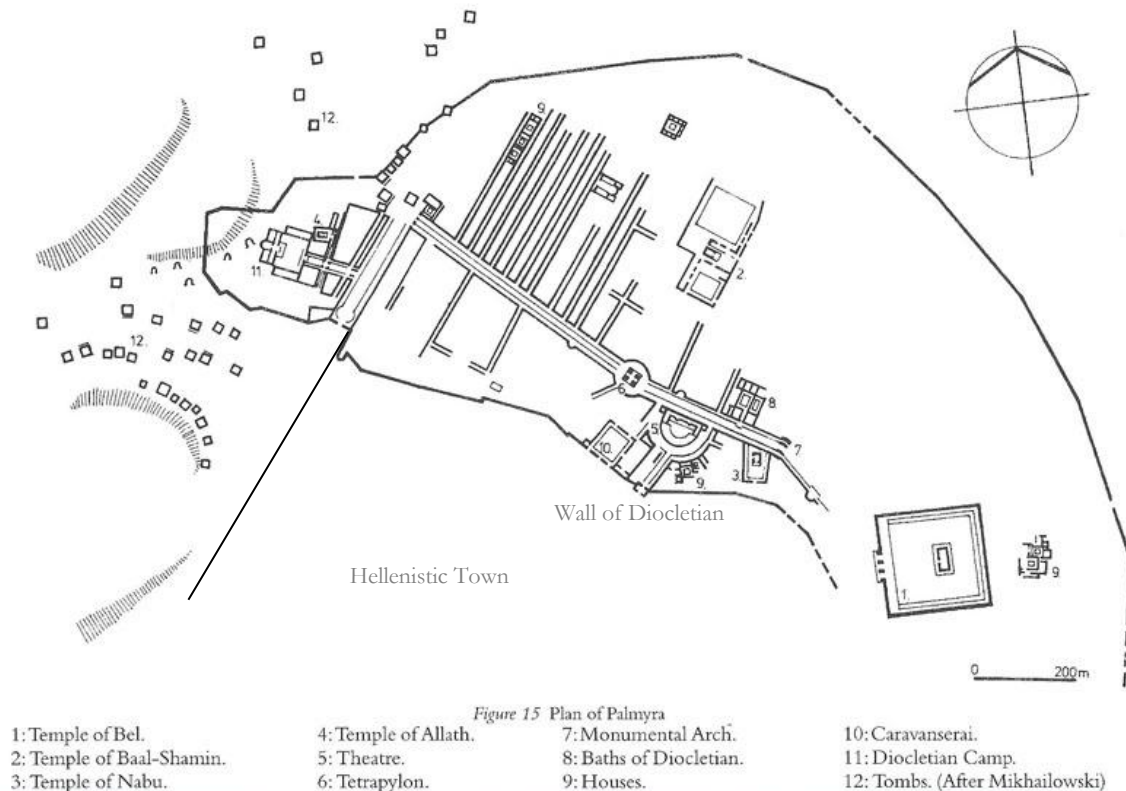 12.
9.
4.
11.
2.
12.
6.
8.
5.
7.
10.
3.
9.
Wall of Diocletian
Hellenistic Town
1.
9.
0 200m
Figure 15 Plan of Palmyra
1: Temple of Bel. 4: Temple of Allath. 7: Monumental Arch. 10: Caravanserai.
2: Temple of Baal-Shamin. 5: Theatre. 8: Baths of Diocletian. 11: Diocletian Camp.
3: Temple of Nabu. 6: Tetrapylon. 9: Houses. 12: Tombs. (After Mikhailowski)